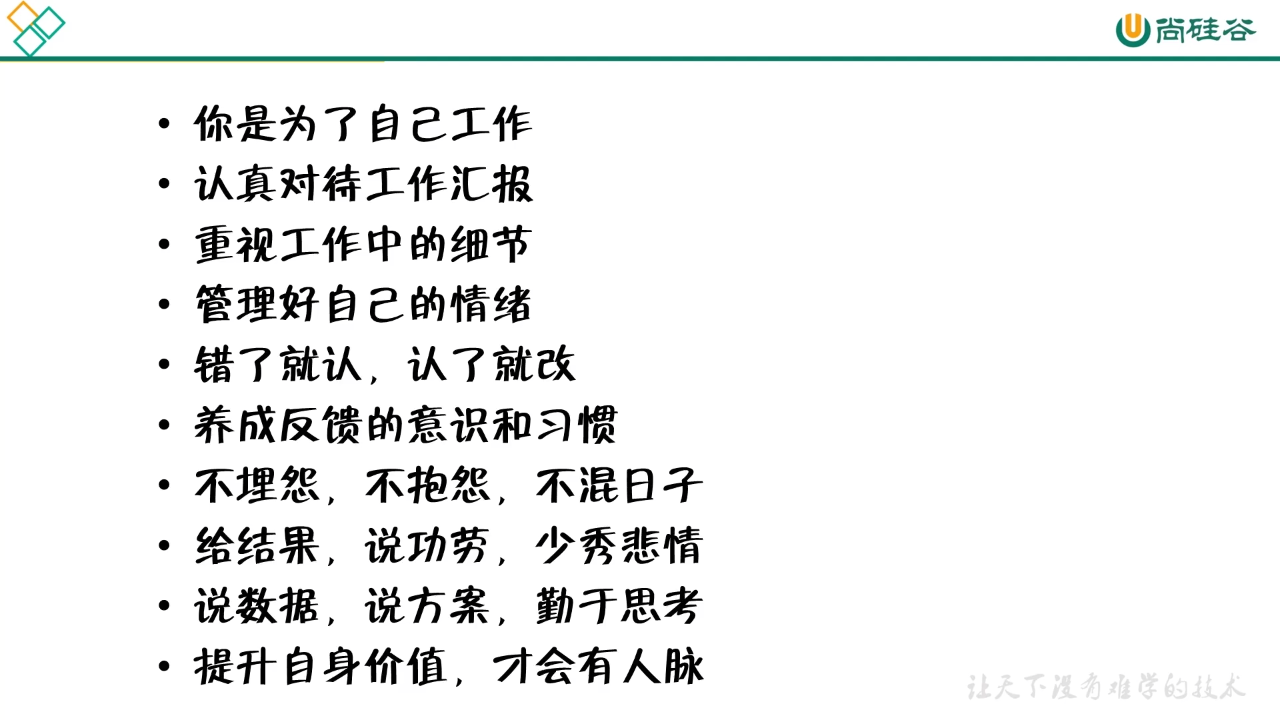 尚硅谷
• 你是为了自己工作
• 认真对待工作汇报
• 重视工作中的细节
• 管理好自己的情绪
• 错了就认，认了就改
• 养成反馈的意识和习惯
• 不埋怨，不抱怨，不混日子
• 给结果，说功劳，少秀悲情
• 说数据，说方案，勤于思考
• 提升自身价值，才会有人脉
让天下没有难学的技术